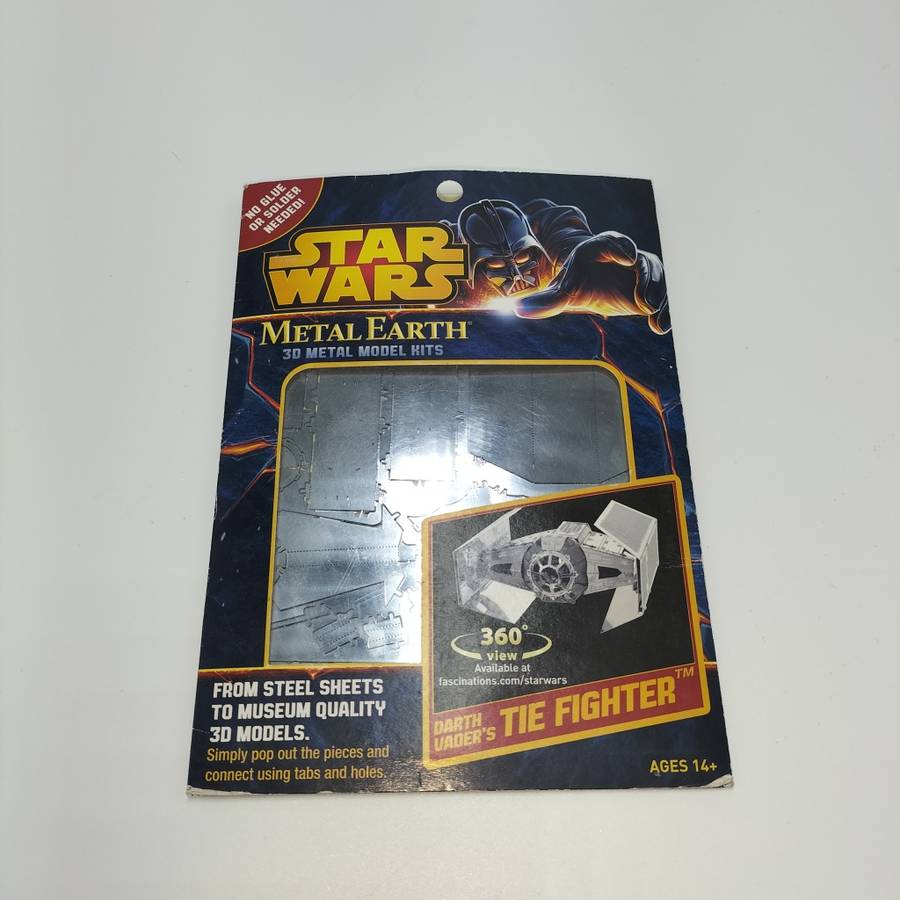 NO GLUE
OR SOLDER
NEEDED!
STAR
WARS
METAL EARTH®
3D METAL MODEL KITS
360°
view
Available at
fascinations.com/starwars
DARTH
VADER'S
TIE FIGHTER™
FROM STEEL SHEETS
TO MUSEUM QUALITY
3D MODELS.
Simply pop out the pieces and
connect using tabs and holes.
AGES 14+